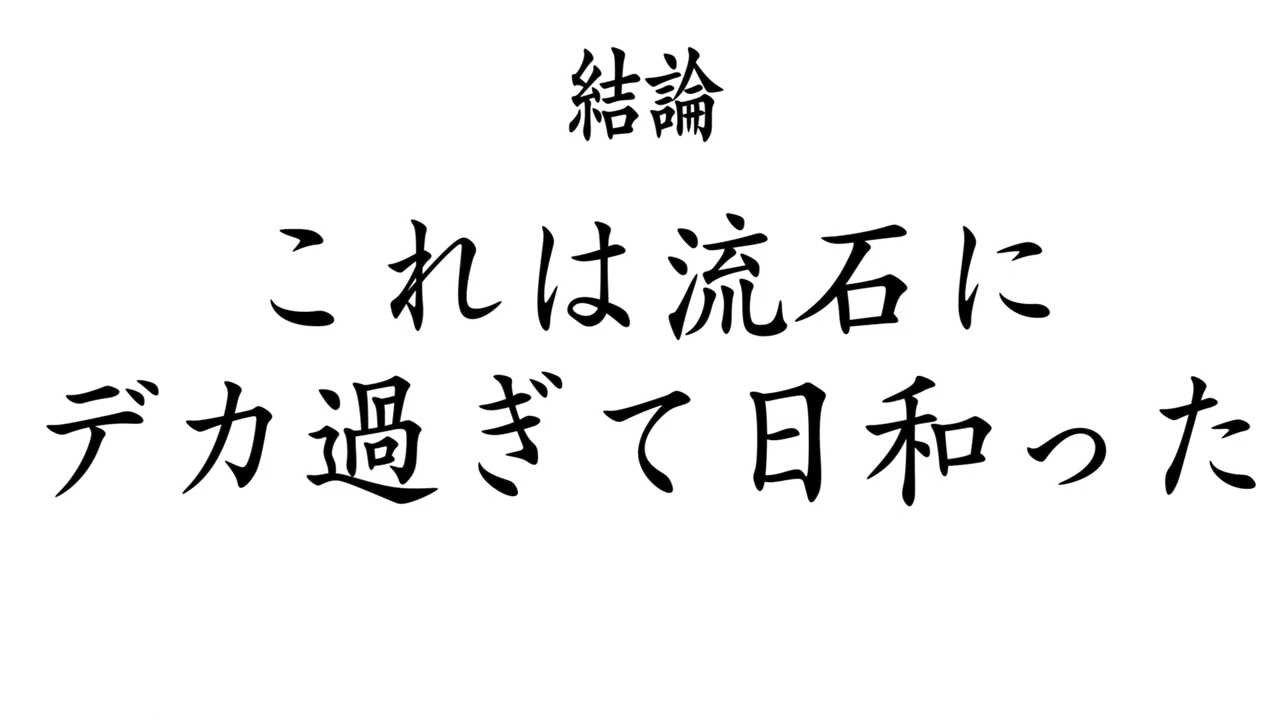 結論
これは流石に
デカ過ぎて日和った